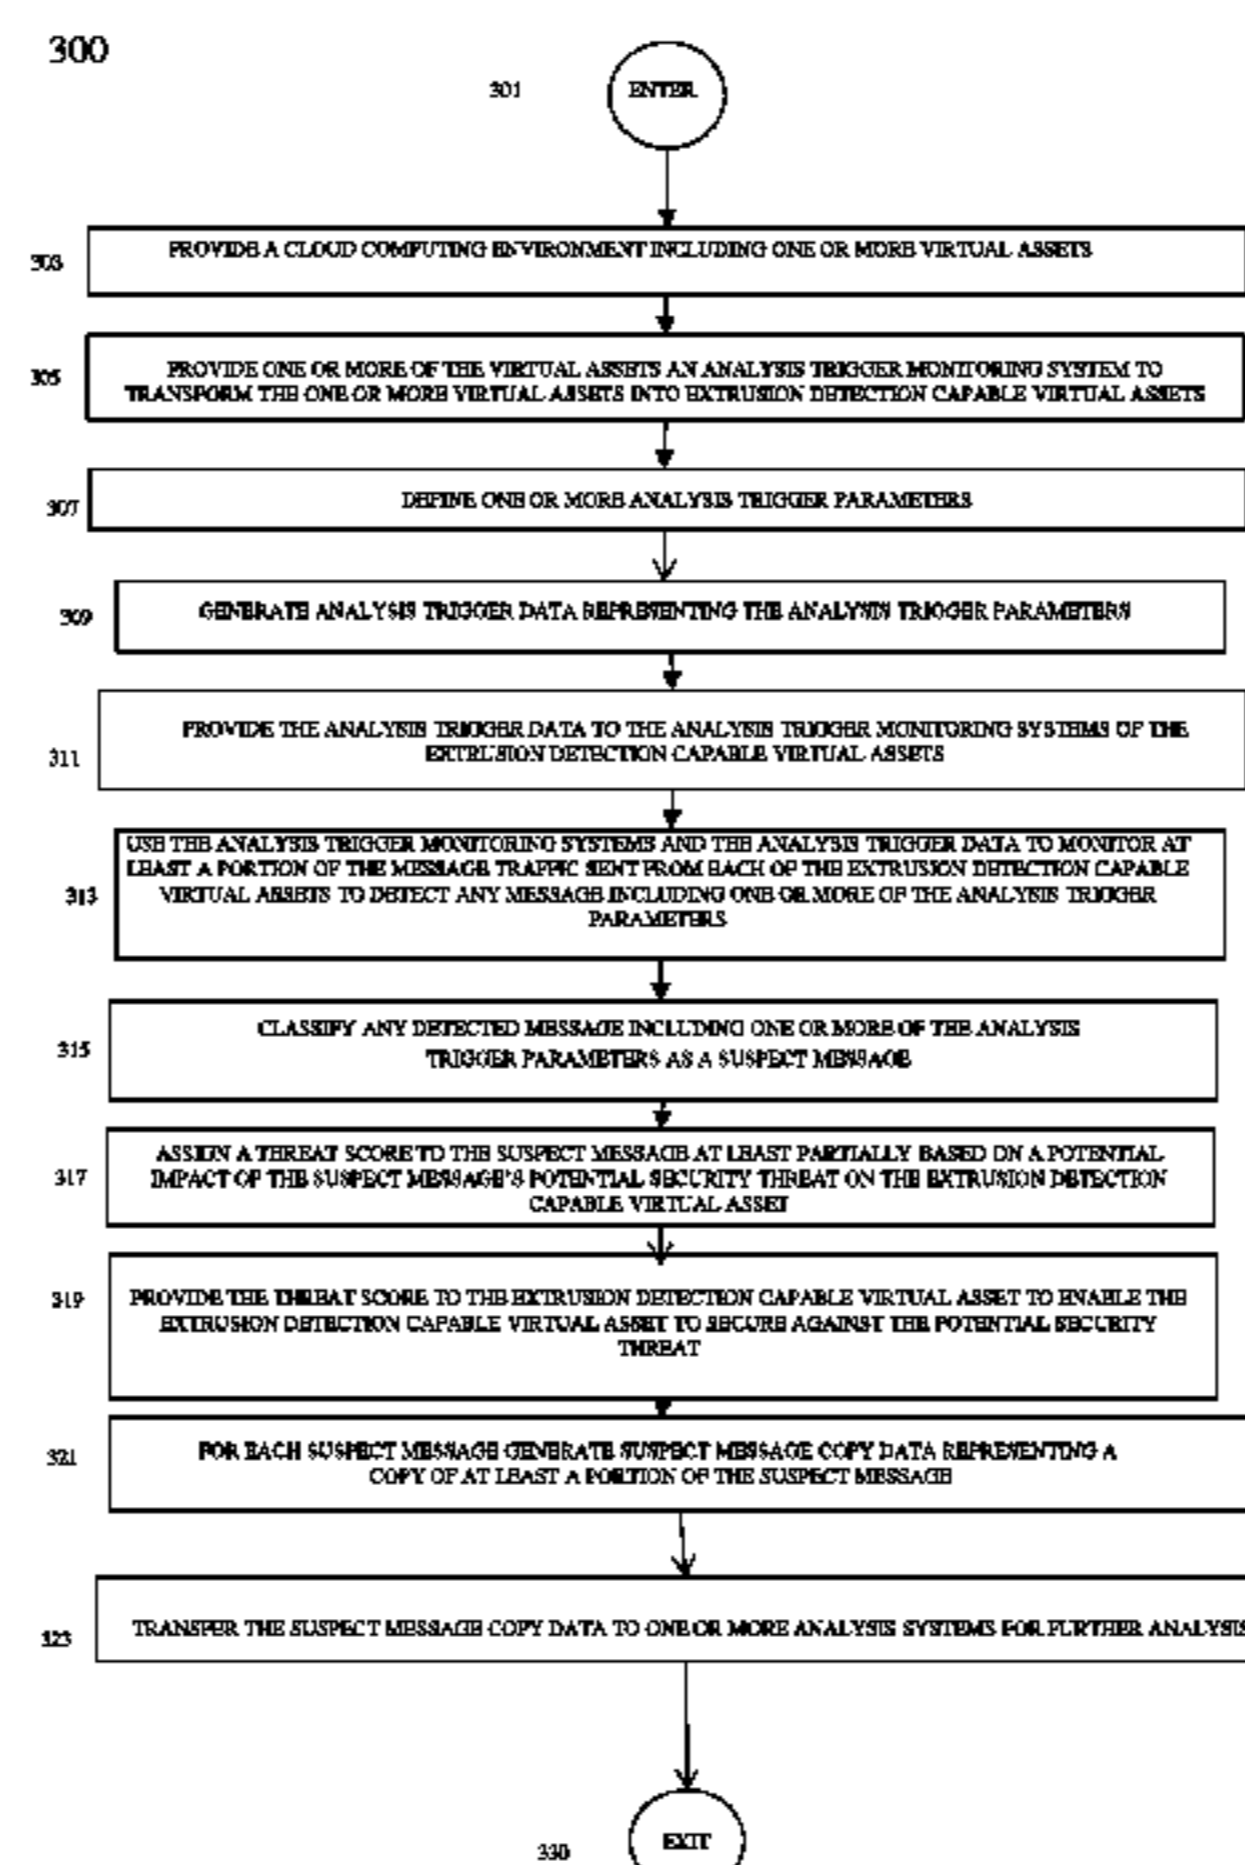 300
301
ENTER
303
PROVIDE A CLOUD COMPUTING ENVIRONMENT INCLUDING ONE OR MORE VIRTUAL ASSETS
305
PROVIDE ONE OR MORE OF THE VIRTUAL ASSETS AN ANALYSIS TRIGGER MONITORING SYSTEM TO
TRANSFORM THE ONE OR MORE VIRTUAL ASSETS INTO EXTRUSION DETECTION CAPABLE VIRTUAL ASSETS
307
DEFINE ONE OR MORE ANALYSIS TRIGGER PARAMETERS
309
GENERATE ANALYSIS TRIGGER DATA REPRESENTING THE ANALYSIS TRIGGER PARAMETERS
311
PROVIDE THE ANALYSIS TRIGGER DATA TO THE ANALYSIS TRIGGER MONITORING SYSTEMS OF THE
EXTRUSION DETECTION CAPABLE VIRTUAL ASSETS
313
USE THE ANALYSIS TRIGGER MONITORING SYSTEMS AND THE ANALYSIS TRIGGER DATA TO MONITOR AT
LEAST A PORTION OF THE MESSAGE TRAFFIC SENT FROM EACH OF THE EXTRUSION DETECTION CAPABLE
VIRTUAL ASSETS TO DETECT ANY MESSAGE INCLUDING ONE OR MORE OF THE ANALYSIS TRIGGER
PARAMETERS
315
CLASSIFY ANY DETECTED MESSAGE INCLUDING ONE OR MORE OF THE ANALYSIS
TRIGGER PARAMETERS AS A SUSPECT MESSAGE
317
ASSIGN A THREAT SCORE TO THE SUSPECT MESSAGE AT LEAST PARTIALLY BASED ON A POTENTIAL
IMPACT OF THE SUSPECT MESSAGE'S POTENTIAL SECURITY THREAT ON THE EXTRUSION DETECTION
CAPABLE VIRTUAL ASSET
319
PROVIDE THE THREAT SCORE TO THE EXTRUSION DETECTION CAPABLE VIRTUAL ASSET TO ENABLE THE
EXTRUSION DETECTION CAPABLE VIRTUAL ASSET TO SECURE AGAINST THE POTENTIAL SECURITY
THREAT
321
FOR EACH SUSPECT MESSAGE GENERATE SUSPECT MESSAGE COPY DATA REPRESENTING A
COPY OF AT LEAST A PORTION OF THE SUSPECT MESSAGE
323
TRANSFER THE SUSPECT MESSAGE COPY DATA TO ONE OR MORE ANALYSIS SYSTEMS FOR FURTHER ANALYSIS
330
EXIT